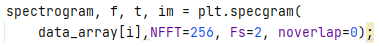 spectrogram, f, t, im = plt.specgram(
data_array[i],NFFT=256, Fs=2, noverlap=0);